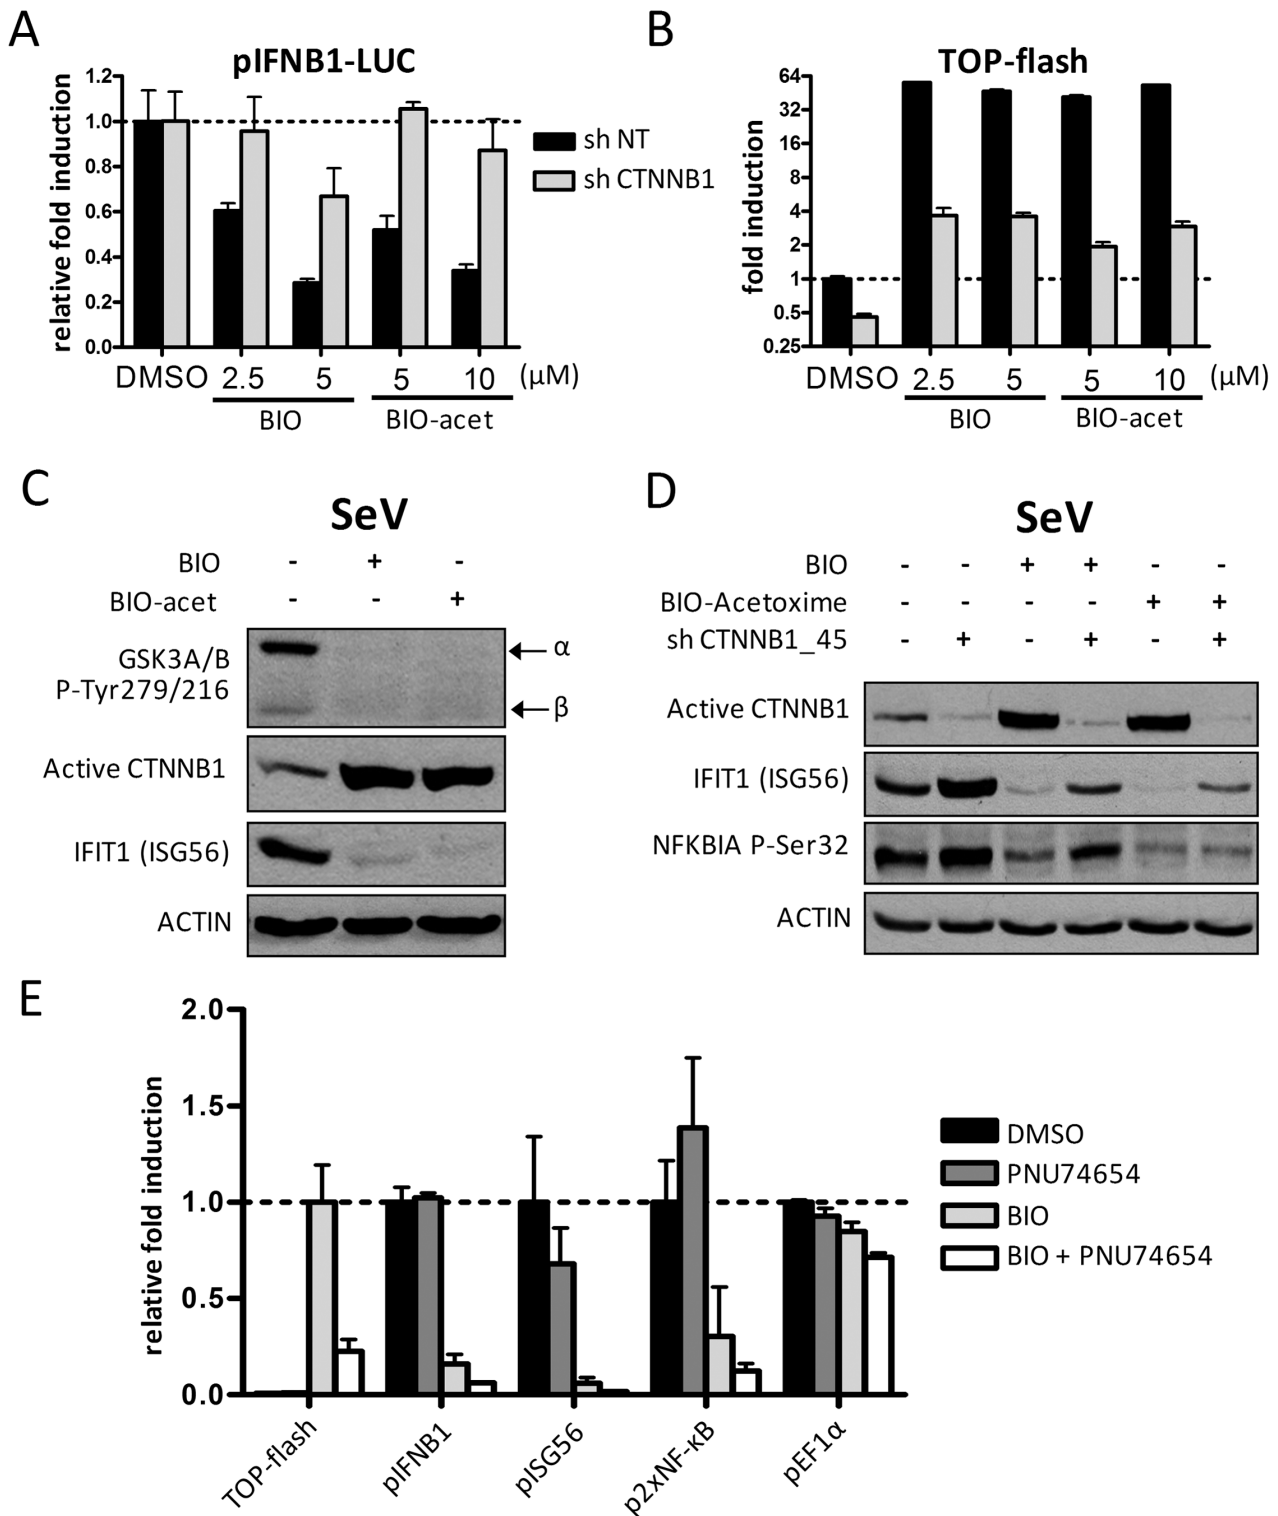 A
pIFNB1-LUC
relative fold induction
1.2
1.0
0.8
0.6
0.4
0.2
0.0
DMSO 2.5 5 5 10 (μM)
BIO BIO-acet
sh NT
sh CTNNB1
B
TOP-flash
fold induction
64
32
16
8
4
2
1
0.5
0.25
DMSO 2.5 5 5 10 (μM)
BIO BIO-acet
C
SeV
BIO - + -
BIO-acet - - +
GSK3A/B
P-Tyr279/216
α
β
Active CTNNB1
IFIT1 (ISG56)
ACTIN
D
SeV
BIO - - + + - -
BIO-Acetoxime - - - - + +
sh CTNNB1_45 - + - + - +
Active CTNNB1
IFIT1 (ISG56)
NFKBIA P-Ser32
ACTIN
E
relative fold induction
2.0
1.5
1.0
0.5
0.0
TOP-flash
pIFNB1
pISG56
p2xNF-κB
pEF1α
DMSO
PNU74654
BIO
BIO + PNU74654